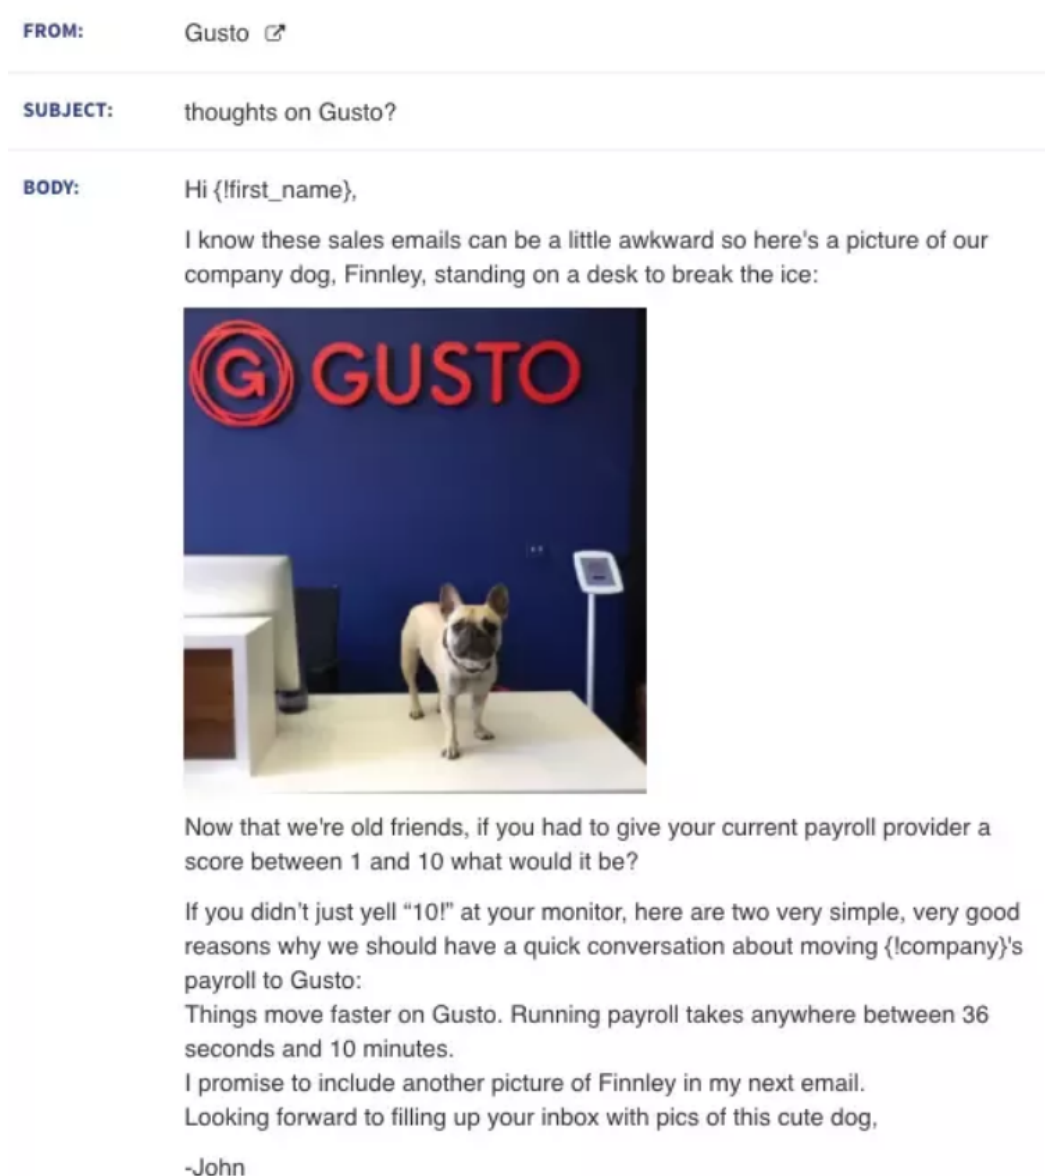 FROM: Gusto
SUBJECT: thoughts on Gusto?
BODY: Hi {!first_name},
I know these sales emails can be a little awkward so here's a picture of our
company dog, Finnley, standing on a desk to break the ice:
G GUSTO
Now that we're old friends, if you had to give your current payroll provider a
score between 1 and 10 what would it be?
If you didn't just yell “10!” at your monitor, here are two very simple, very good
reasons why we should have a quick conversation about moving {!company}'s
payroll to Gusto:
Things move faster on Gusto. Running payroll takes anywhere between 36
seconds and 10 minutes.
I promise to include another picture of Finnley in my next email.
Looking forward to filling up your inbox with pics of this cute dog,
-John